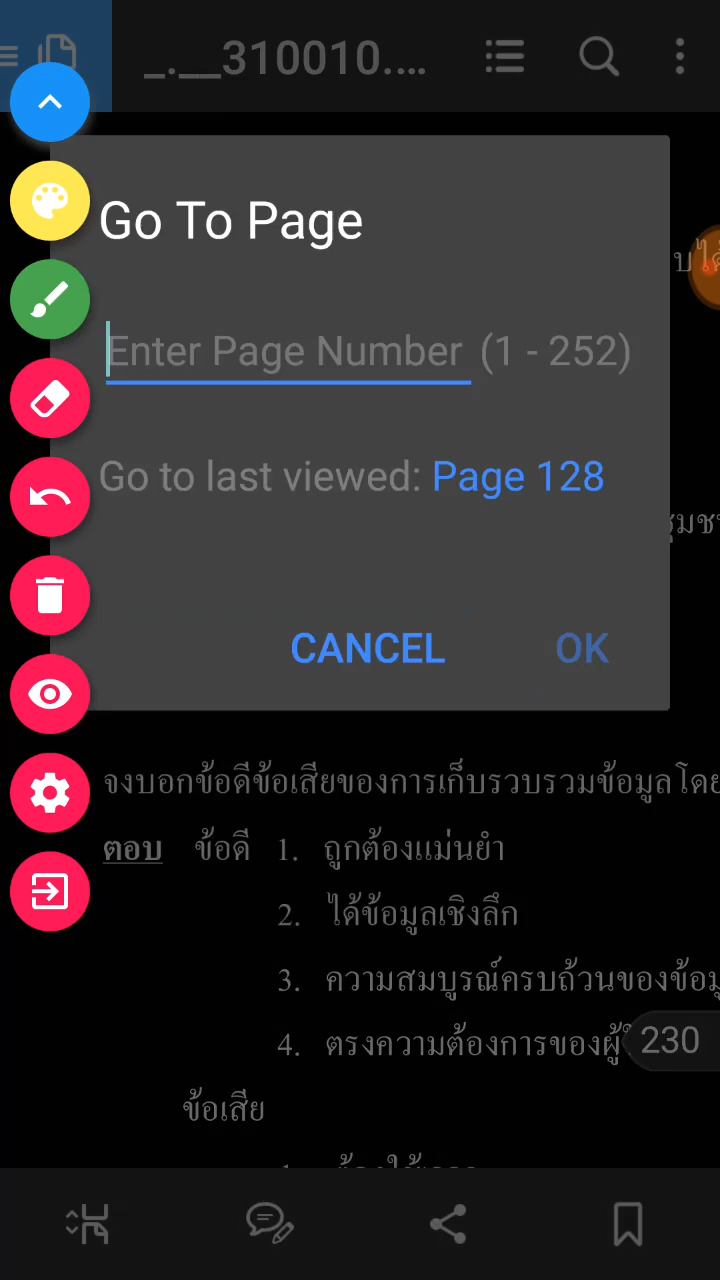 _.__310010.…
Go To Page
Enter Page Number (1 - 252)
Go to last viewed: Page 128
CANCEL OK
จงบอกข้อดีข้อเสียของการเก็บรวบรวมข้อมูลโดย
ตอบ ข้อดี 1. ถูกต้องแม่นยำ
2. ได้ข้อมูลเชิงลึก
3. ความสมบูรณ์ครบถ้วนของข้อมู
4. ตรงความต้องการของผู้
230
ข้อเสีย